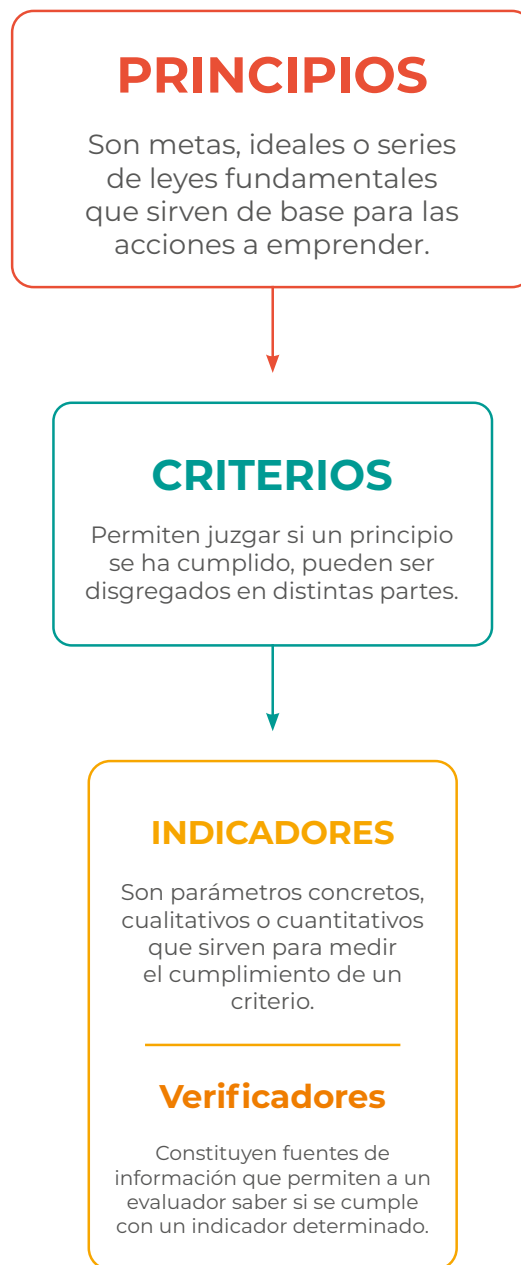 PRINCIPIOS
Son metas, ideales o series
de leyes fundamentales
que sirven de base para las
acciones a emprender.
CRITERIOS
Permiten juzgar si un principio
se ha cumplido, pueden ser
disgregados en distintas partes.
INDICADORES
Son parámetros concretos,
cualitativos o cuantitativos
que sirven para medir
el cumplimiento de un
criterio.
Verificadores
Constituyen fuentes de
información que permiten a un
evaluador saber si se cumple
con un indicador determinado.